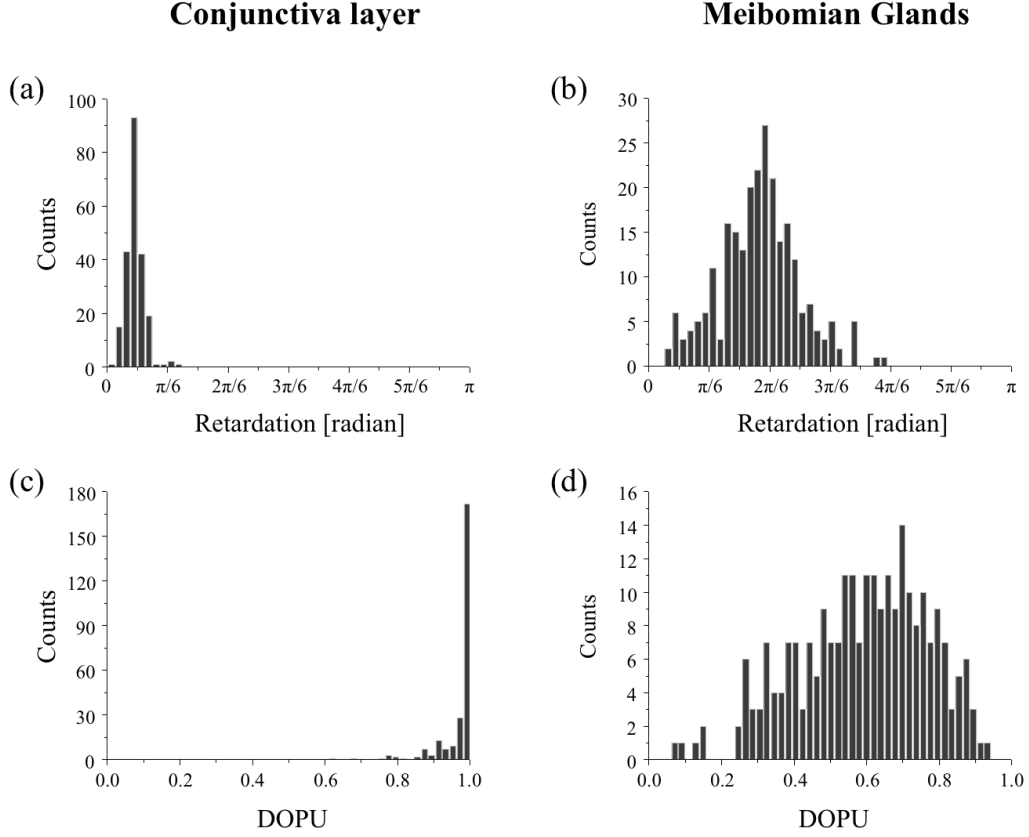 Conjunctiva layer
Meibomian Glands
(a)
100
80
60
40
20
0
Counts
0 π/6 2π/6 3π/6 4π/6 5π/6 π
Retardation [radian]
(b)
30
25
20
15
10
5
0
Counts
0 π/6 2π/6 3π/6 4π/6 5π/6 π
Retardation [radian]
(c)
180
150
120
90
60
30
0
Counts
0.0 0.2 0.4 0.6 0.8 1.0
DOPU
(d)
16
14
12
10
8
6
4
2
0
Counts
0.0 0.2 0.4 0.6 0.8 1.0
DOPU